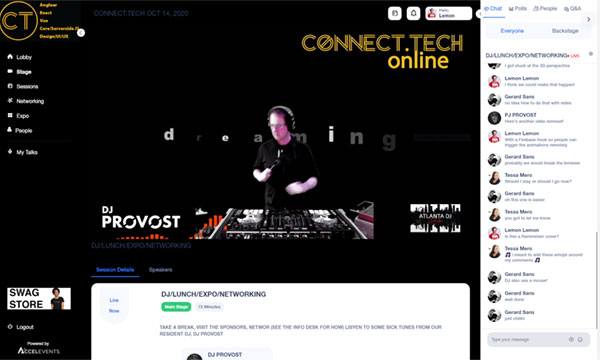 CT
Angular
React
Vue
Core/Serverside JS
Design/UI/UX
CONNECT.TECH OCT 14, 2020
Hello,
Lemon
Lobby
Stage
Sessions
Networking
Expo
People
My Talks
SWAG
STORE
Logout
Powered by
ACCELEVENTS
CONNECT.TECH
online
dreaming
DJ
PROVOST
ATLANTA DJ
DJ/LUNCH/EXPO/NETWORKING
Session Details
Speakers
Live
Now
DJ/LUNCH/EXPO/NETWORKING
Main Stage
15 Minutes
TAKE A BREAK, VISIT THE SPONSORS, NETWOR (SEE THE INFO DESK FOR HOW) LISTEN TO SOME SICK TUNES FROM OUR
RESIDENT DJ, DJ PROVOST
DJ PROVOST
Chat
Polls
People
Q&A
Everyone
Backstage
DJ/LUNCH/EXPO/NETWORKING
LIVE
I got stuck at the 3D perspective
Lemon Lemon
I think we could make that happen!
Gerard Sans
no idea how to do that with video
PJ PROVOST
Here's another oldie remixed!
Lemon Lemon
With a Firebase hook so people can
trigger the animations remotely
Gerard Sans
probably we would break the browser
Tessa Mero
Should I stay or should I go now?
Gerard Sans
oh this one is easier
Tessa Mero
you got to let me know
Lemon Lemon
Is this a Rammstein cover?
Tessa Mero
I meant to add these emojis around
my comments
Gerard Sans
DJ also use a mouse!
Gerard Sans
well done
Gerard Sans
just chillin
Type your message